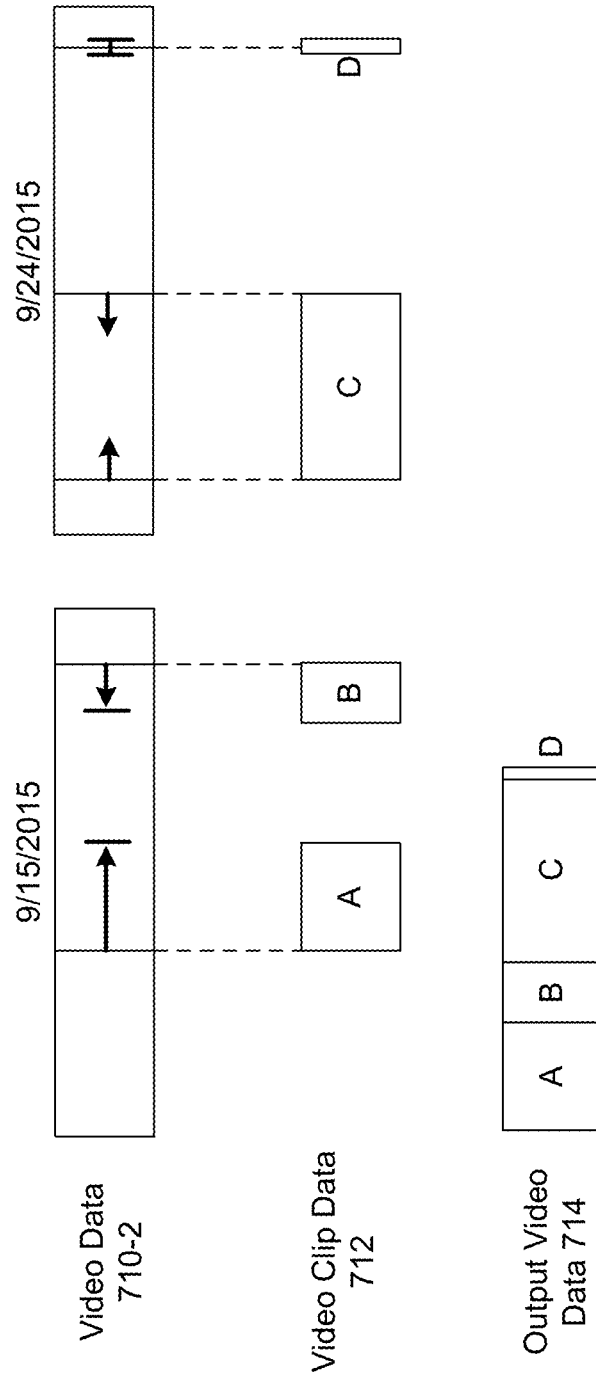 9/15/2015
9/24/2015
Video Data
710-2
Video Clip Data
712
A
B
C
D
Output Video
Data 714
A
B
C
D